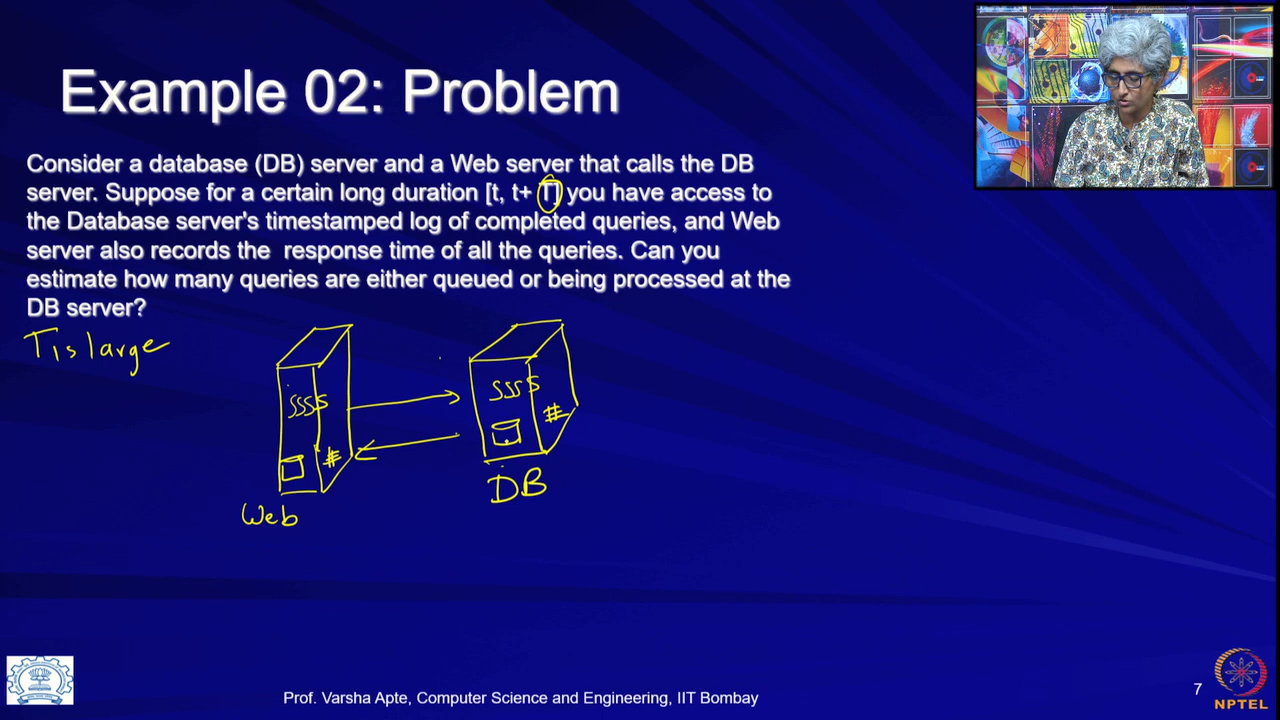 Example 02: Problem
Consider a database (DB) server and a Web server that calls the DB
server. Suppose for a certain long duration [t, t+ T] you have access to
the Database server's timestamped log of completed queries, and Web
server also records the response time of all the queries. Can you
estimate how many queries are either queued or being processed at the
DB server?
T is large
Web
DB
Prof. Varsha Apte, Computer Science and Engineering, IIT Bombay
7
NPTEL